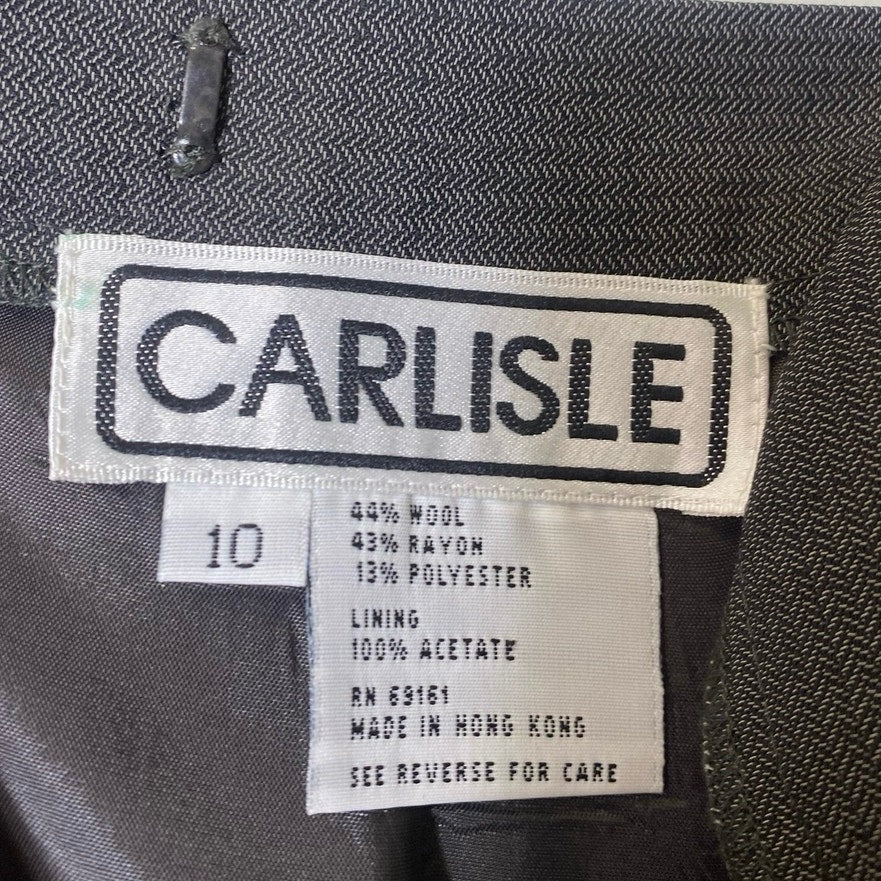 CARLISLE
10
44% WOOL
43% RAYON
13% POLYESTER
LINING
100% ACETATE
RN 69161
MADE IN HONG KONG
SEE REVERSE FOR CARE